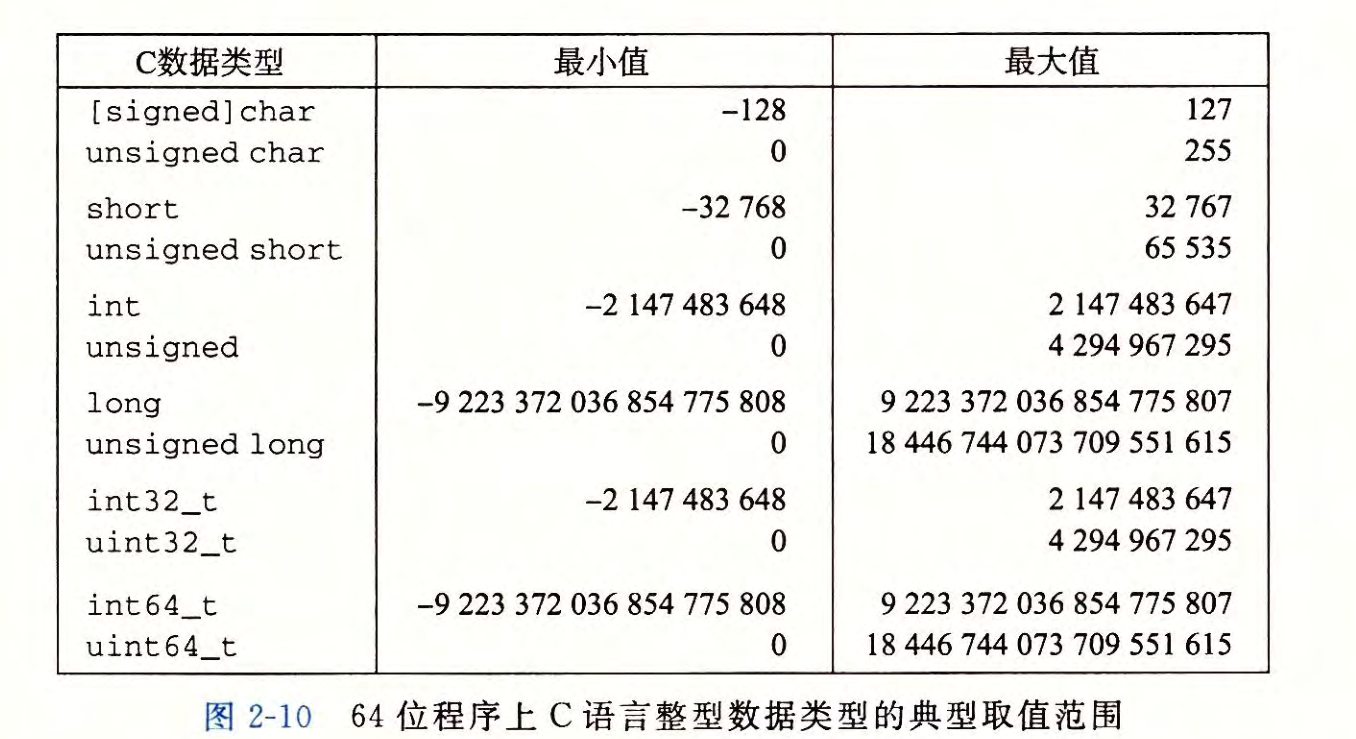 C数据类型 最小值 最大值
[signed]char –128 127
unsigned char 0 255
short –32 768 32 767
unsigned short 0 65 535
int –2 147 483 648 2 147 483 647
unsigned 0 4 294 967 295
long –9 223 372 036 854 775 808 9 223 372 036 854 775 807
unsigned long 0 18 446 744 073 709 551 615
int32_t –2 147 483 648 2 147 483 647
uint32_t 0 4 294 967 295
int64_t –9 223 372 036 854 775 808 9 223 372 036 854 775 807
uint64_t 0 18 446 744 073 709 551 615
图 2-10 64 位程序上 C 语言整型数据类型的典型取值范围